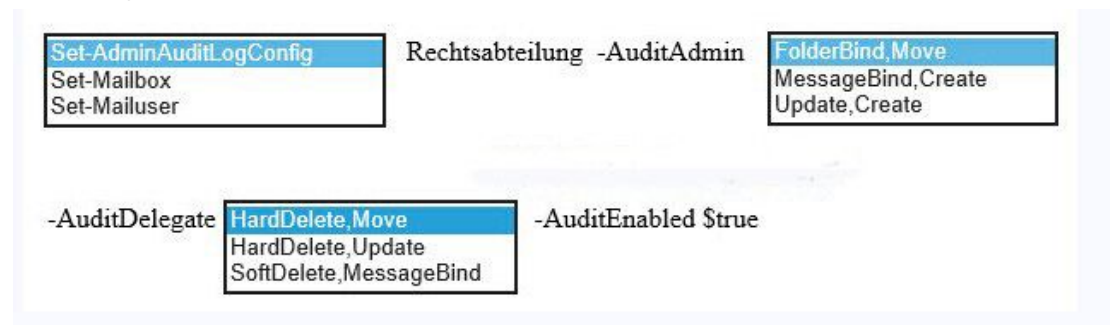 Set-AdminAuditLogConfig Rechtsabteilung -AuditAdmin FolderBind,Move
Set-Mailbox MessageBind,Create
Set-Mailuser Update,Create
-AuditDelegate HardDelete,Move -AuditEnabled $true
HardDelete,Update
SoftDelete,MessageBind